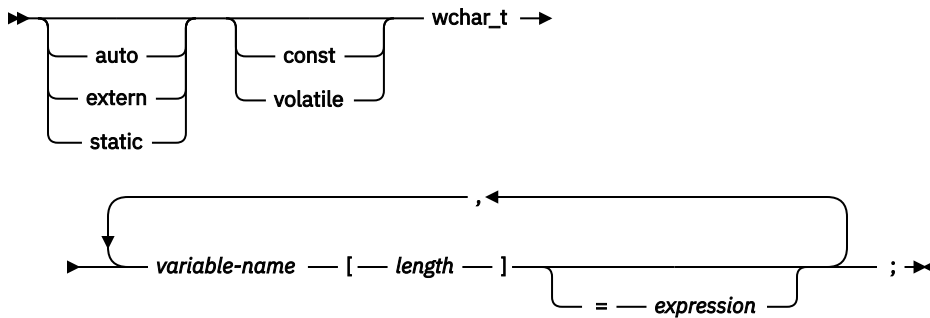 wchar_t
auto const
extern volatile
static
,
variable-name [ length ] ;
= expression